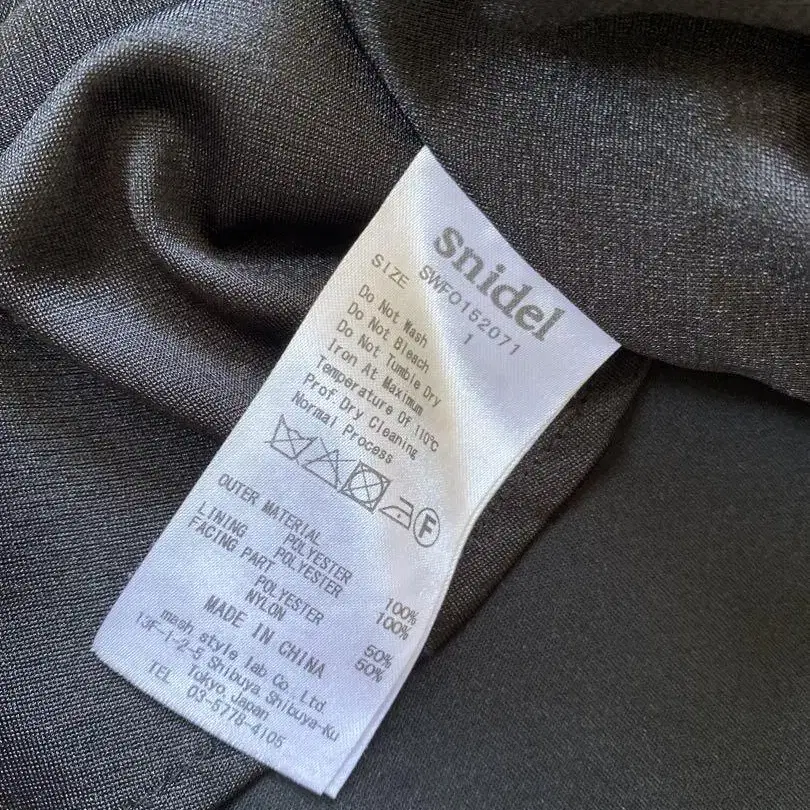 snidel
SWFO152071
SIZE 1
Do Not Wash
Do Not Bleach
Do Not Tumble Dry
Iron At Maximum
Temperature Of 110℃
Prof Dry Cleaning
Normal Process
F
OUTER MATERIAL
POLYESTER 100%
LINING POLYESTER 100%
FACING PART
POLYESTER 50%
NYLON 50%
MADE IN CHINA
mash style lab Co. Ltd.
13F-1-2-5 Shibuya Shibuya-Ku
Tokyo, Japan
TEL 03-5778-4105